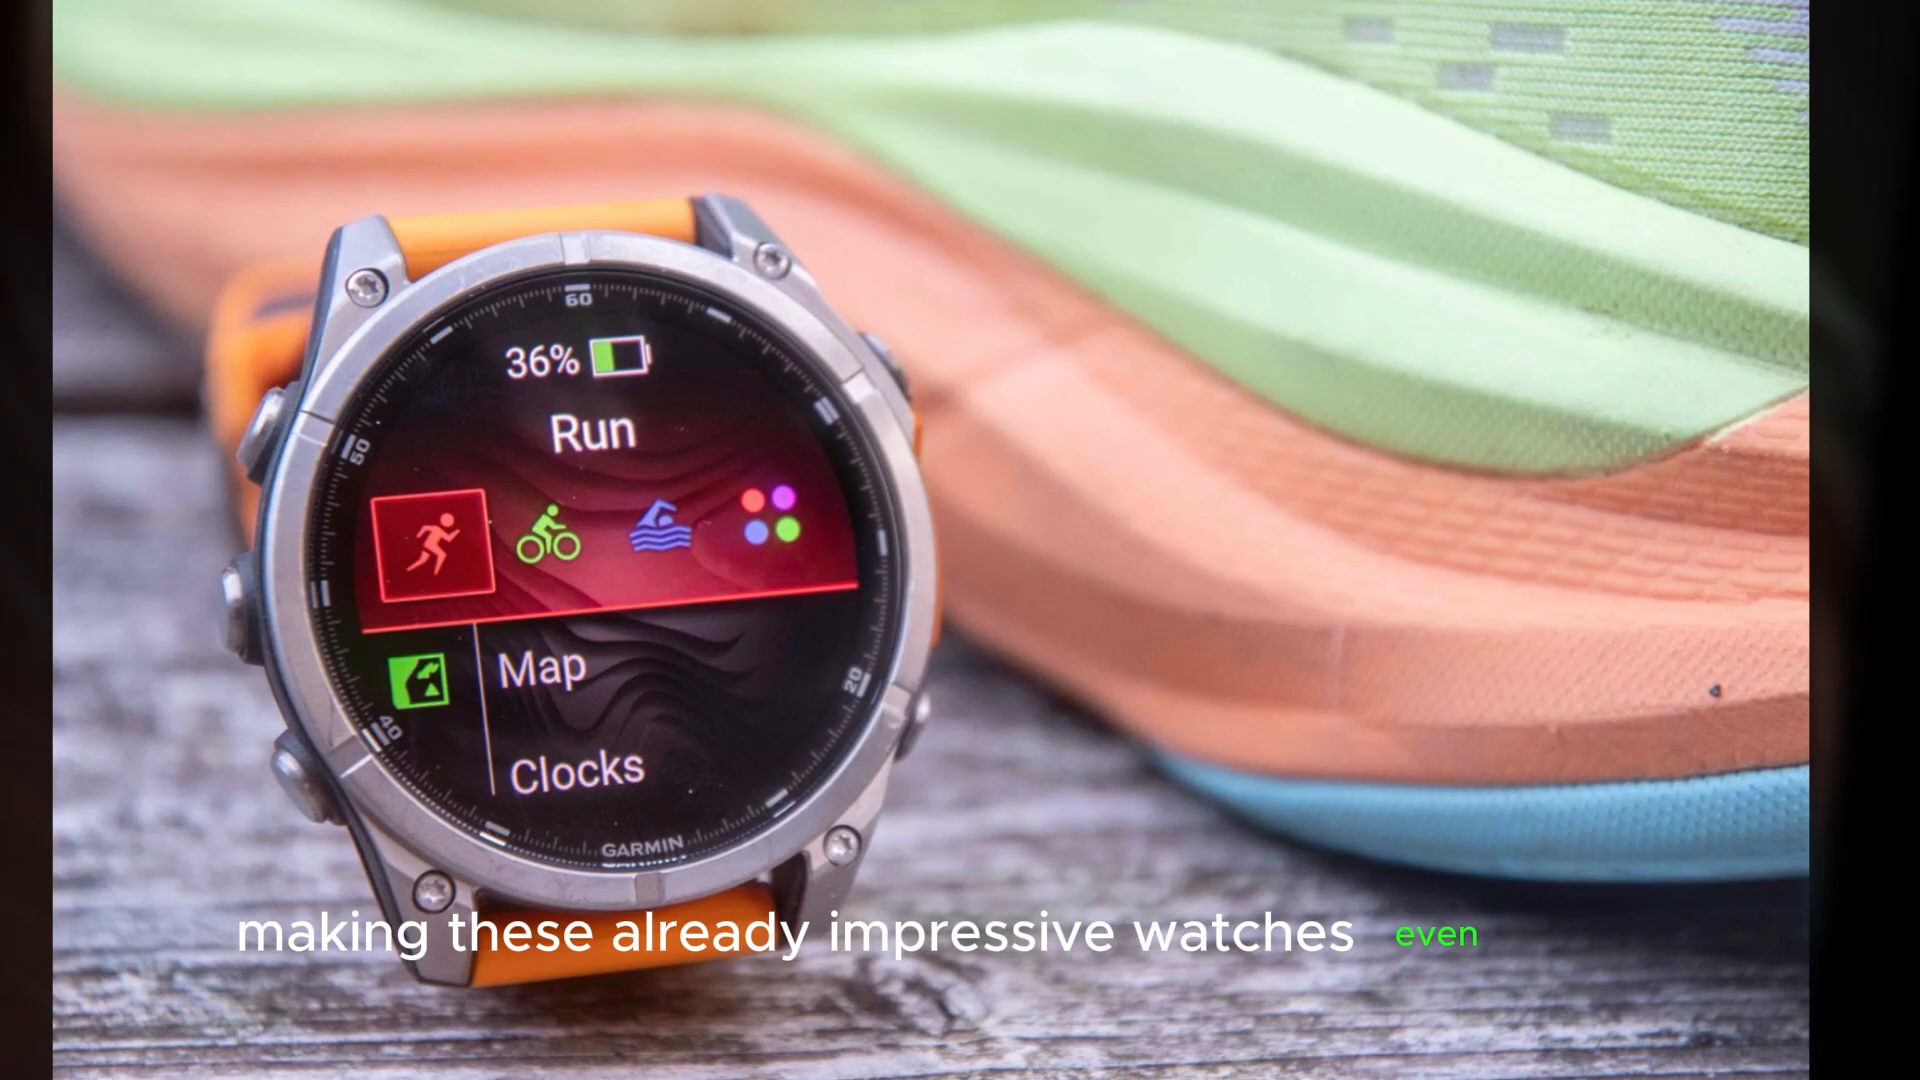 60
36%
Run
50
Map
20
40
Clocks
GARMIN
making these already impressive watches even